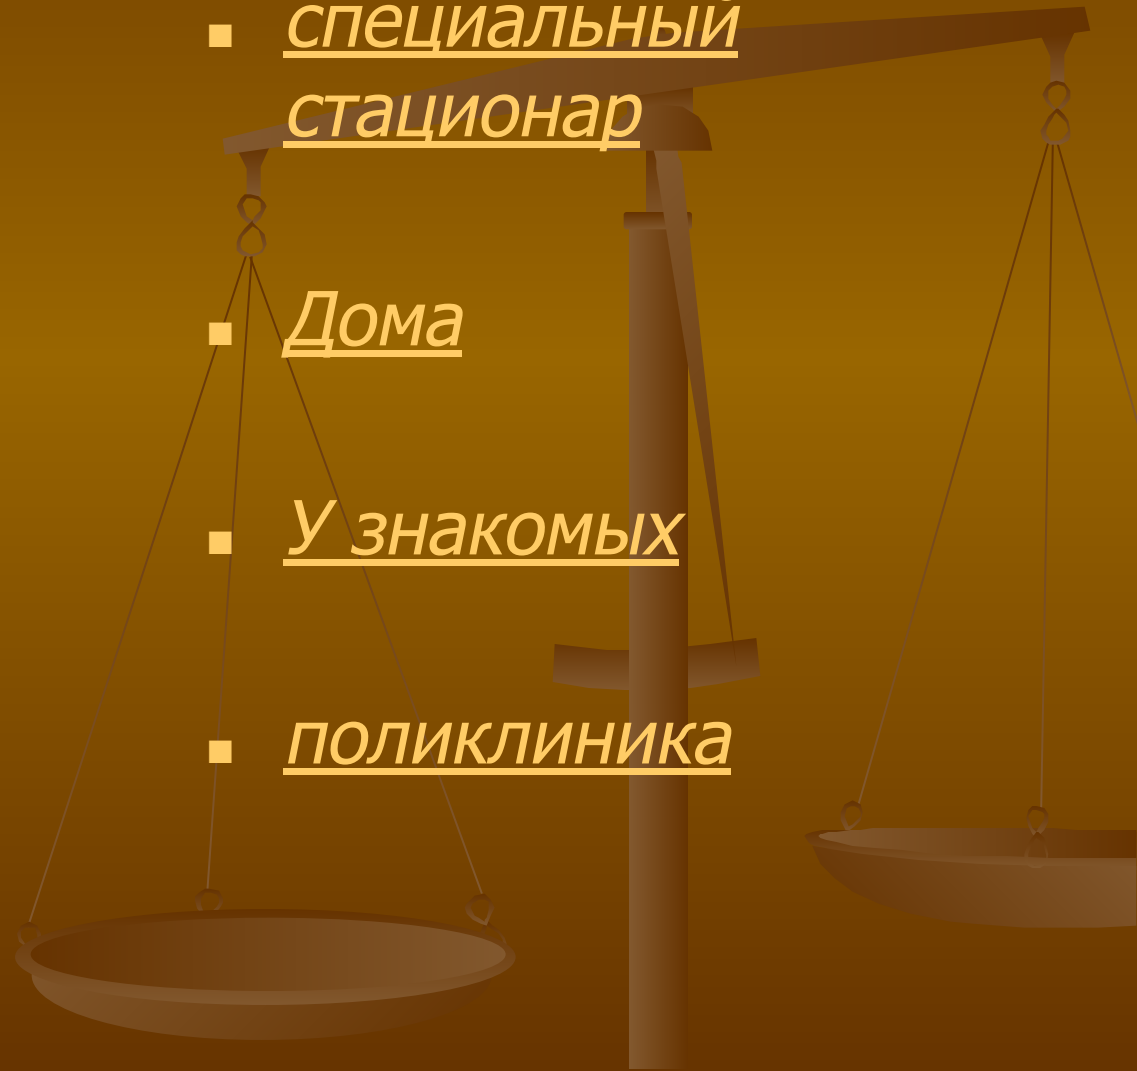 специальный
стационар
Дома
У знакомых
поликлиника